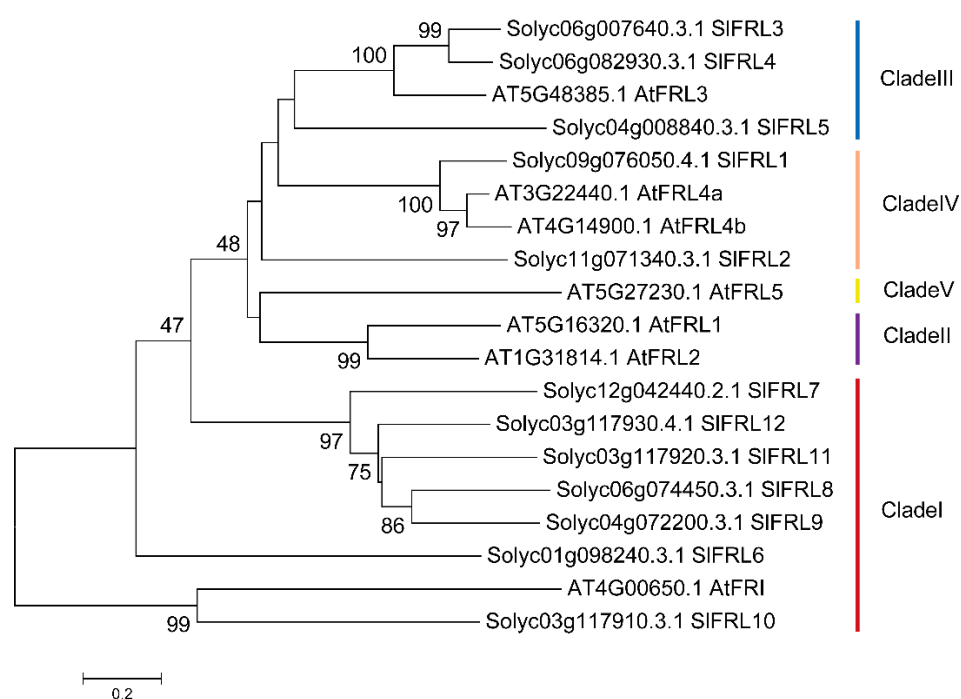 99
Solyc06g007640.3.1 SlFRL3
100
Solyc06g082930.3.1 SlFRL4
AT5G48385.1 AtFRL3
CladeIII
Solyc04g008840.3.1 SlFRL5
Solyc09g076050.4.1 SlFRL1
AT3G22440.1 AtFRL4a
100
97
AT4G14900.1 AtFRL4b
CladeIV
48
Solyc11g071340.3.1 SlFRL2
AT5G27230.1 AtFRL5
CladeV
47
AT5G16320.1 AtFRL1
CladeII
99
AT1G31814.1 AtFRL2
Solyc12g042440.2.1 SlFRL7
97
Solyc03g117930.4.1 SlFRL12
75
Solyc03g117920.3.1 SlFRL11
Solyc06g074450.3.1 SlFRL8
86
Solyc04g072200.3.1 SlFRL9
CladeI
Solyc01g098240.3.1 SlFRL6
AT4G00650.1 AtFRI
99
Solyc03g117910.3.1 SlFRL10
0.2